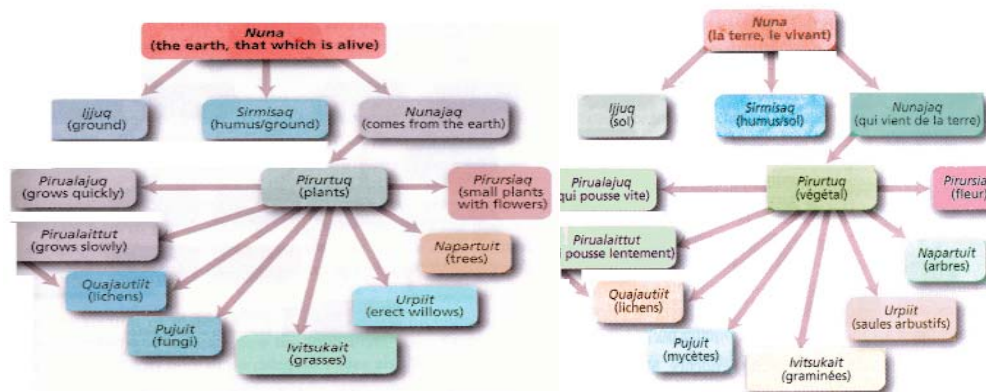 Nuna
(the earth, that which is alive)
Ijjuq
(ground)
Sirmisaq
(humus/ground)
Nunajaq
(comes from the earth)
Pirualajuq
(grows quickly)
Pirurtuq
(plants)
Pirursiaq
(small plants
with flowers)
Pirualaittut
(grows slowly)
Napartuit
(trees)
Quajautiit
(lichens)
Urpiit
(erect willows)
Pujuit
(fungi)
Ivitsukait
(grasses)
Nuna
(la terre, le vivant)
Ijjuq
(sol)
Sirmisaq
(humus/sol)
Nunajaq
(qui vient de la terre)
Pirualajuq
qui pousse vite)
Pirurtuq
(végétal)
Pirursia
(fleur)
Pirualaittut
pousse lentement)
Napartuit
(arbres)
Quajautiit
(lichens)
Urpiit
(saules arbustifs)
Pujuit
(mycètes)
Ivitsukait
(graminées)